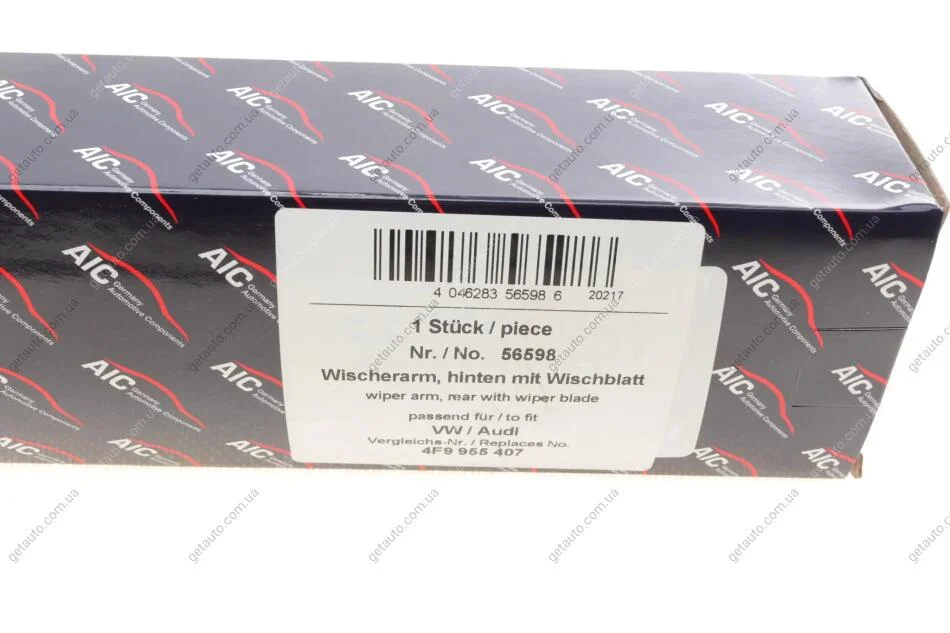 AIC
Germany
Automotive Components
4 046283 56598 6 20217
1 Stück / piece
Nr. / No. 56598
Wischerarm, hinten mit Wischblatt
wiper arm, rear with wiper blade
passend für / to fit
VW / Audi
Vergleichs-Nr. / Replaces No.
4F9 955 407
getauto.com.ua